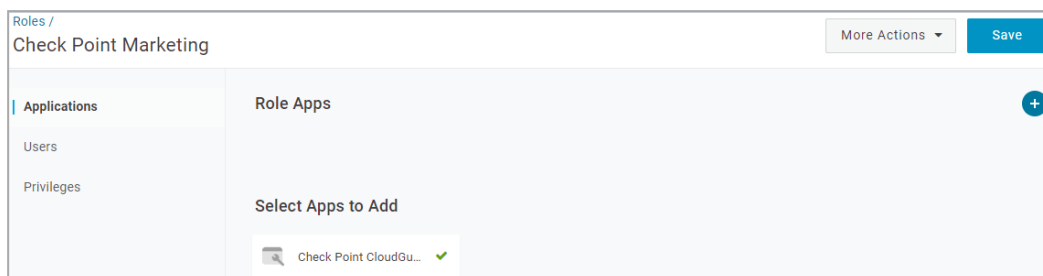 Roles /
Check Point Marketing
More Actions
Save
Applications
Users
Privileges
Role Apps
Select Apps to Add
Check Point CloudGu...